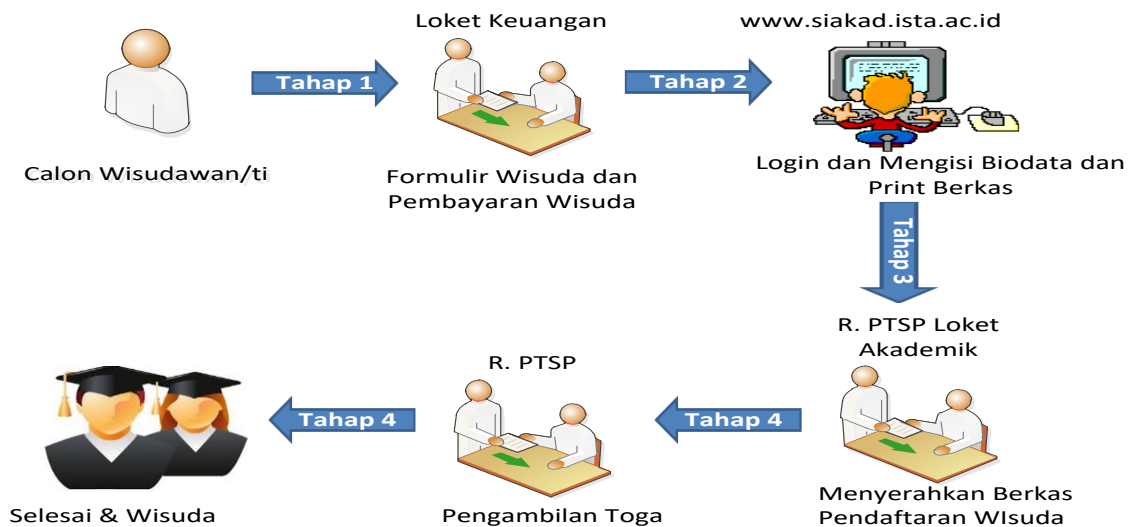 Loket Keuangan
www.siakad.ista.ac.id
Tahap 1
Tahap 2
Calon Wisudawan/ti
Formulir Wisuda dan
Pembayaran Wisuda
Login dan Mengisi Biodata dan
Print Berkas
Tahap 3
R. PTSP Loket
Akademik
R. PTSP
Tahap 4
Tahap 4
Menyerahkan Berkas
Pendaftaran WIsuda
Pengambilan Toga
Selesai & Wisuda